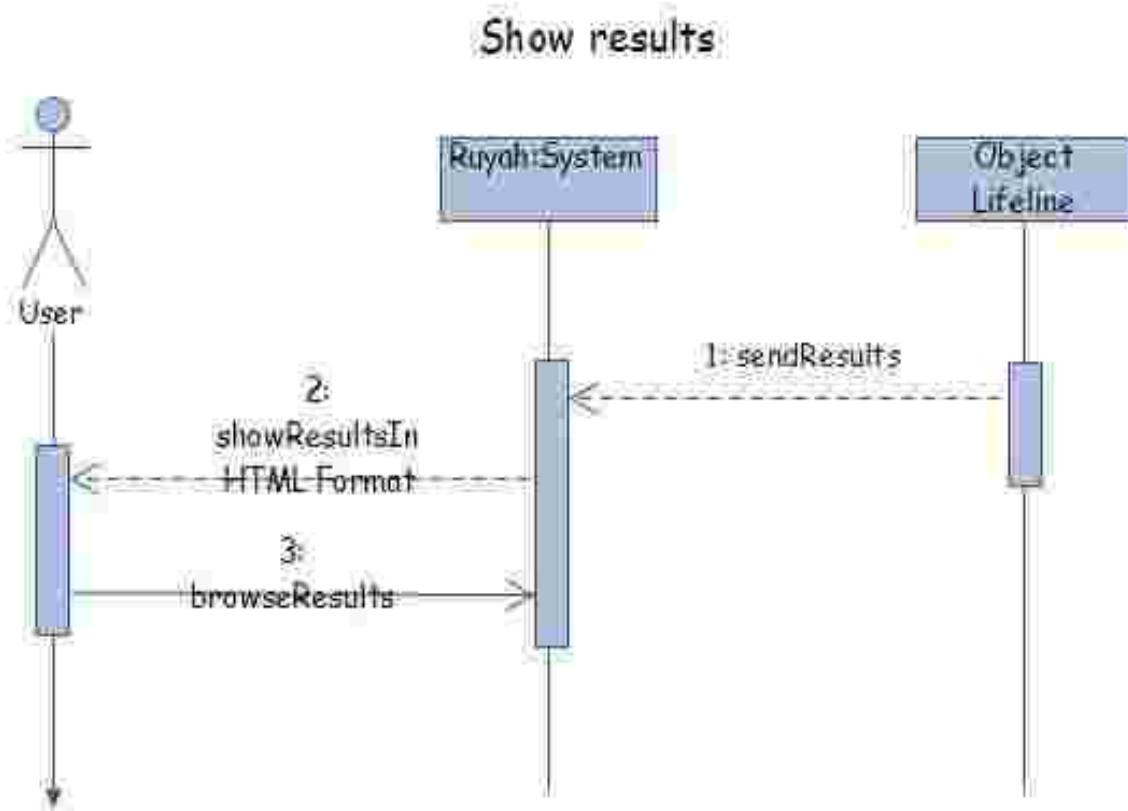 Show results
Ruyah:System
Object
Lifeline
User
1: sendResults
2:
showResultsIn
HTML Format
3:
browseResults